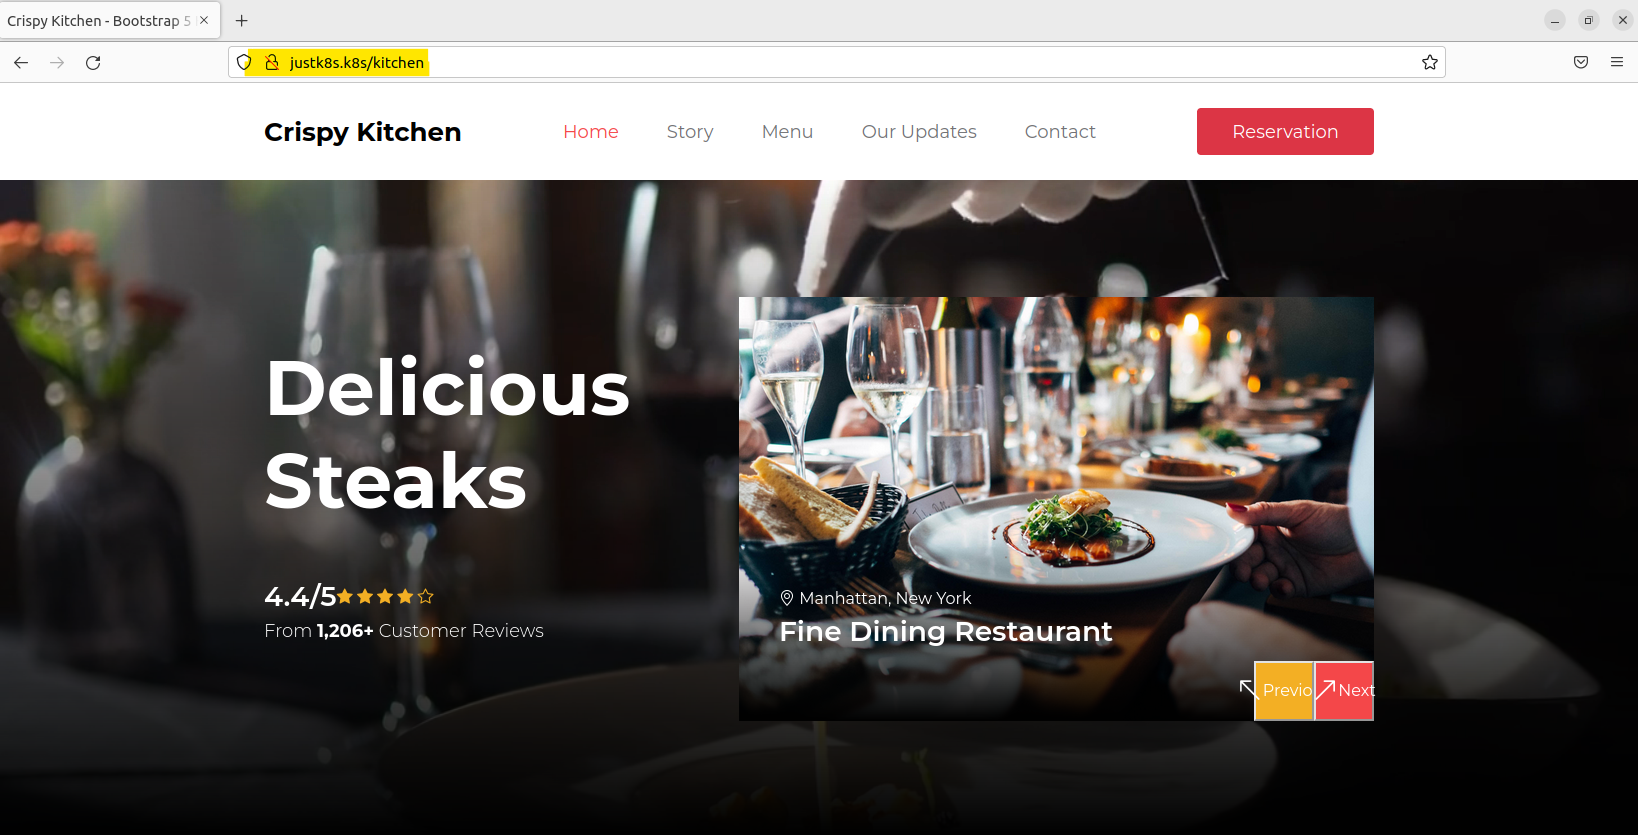 Crispy Kitchen - Bootstrap 5
justk8s.k8s/kitchen
Crispy Kitchen
Home
Story
Menu
Our Updates
Contact
Reservation
Delicious
Steaks
4.4/5
From 1,206+ Customer Reviews
Manhattan, New York
Fine Dining Restaurant
Previo
Next